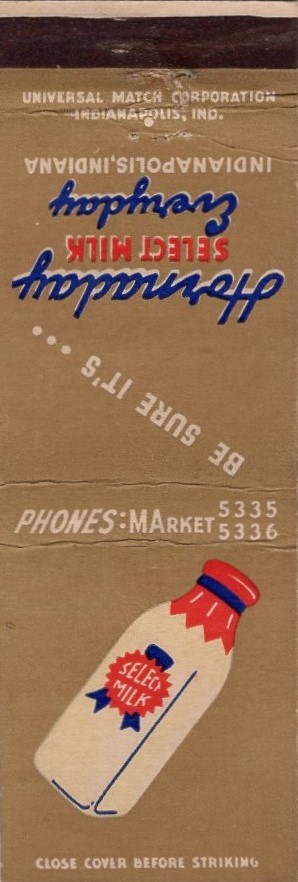 UNIVERSAL MATCH CORPORATION
INDIANAPOLIS, IND.
BE SURE IT'S ...
Hornaday
SELECT MILK
Everyday
INDIANAPOLIS, INDIANA
PHONES: MARKET 5335
5336
SELECT
MILK
CLOSE COVER BEFORE STRIKING